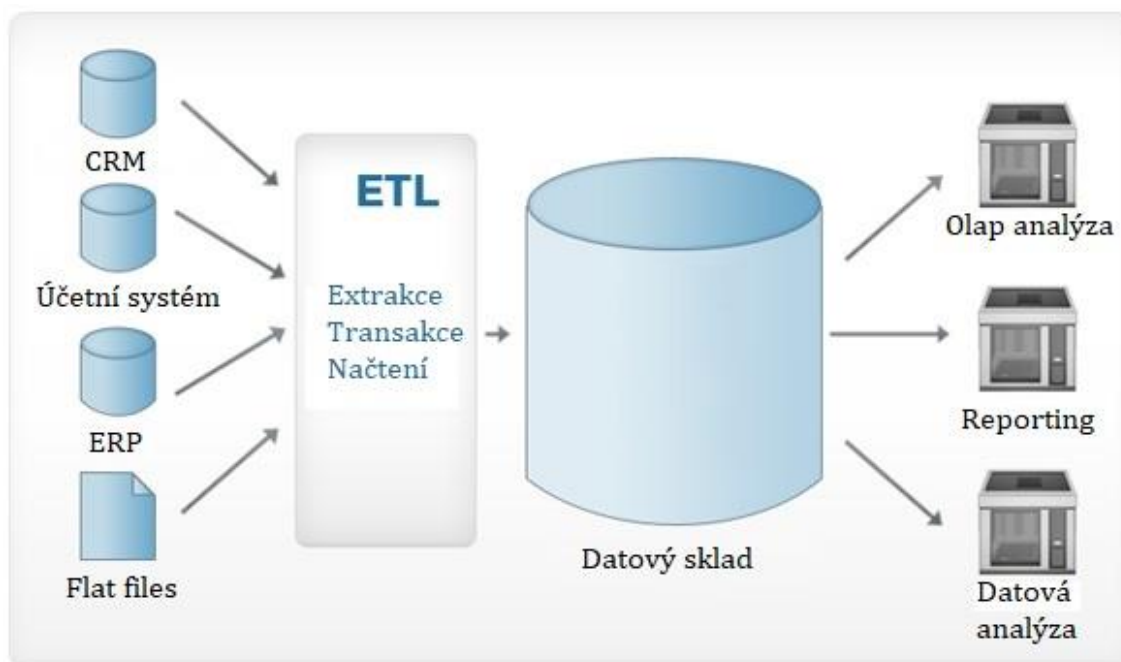 CRM
Účetní systém
ERP
Flat files
ETL
Extrakce
Transakce
Načtení
Datový sklad
Olap analýza
Reporting
Datová
analýza